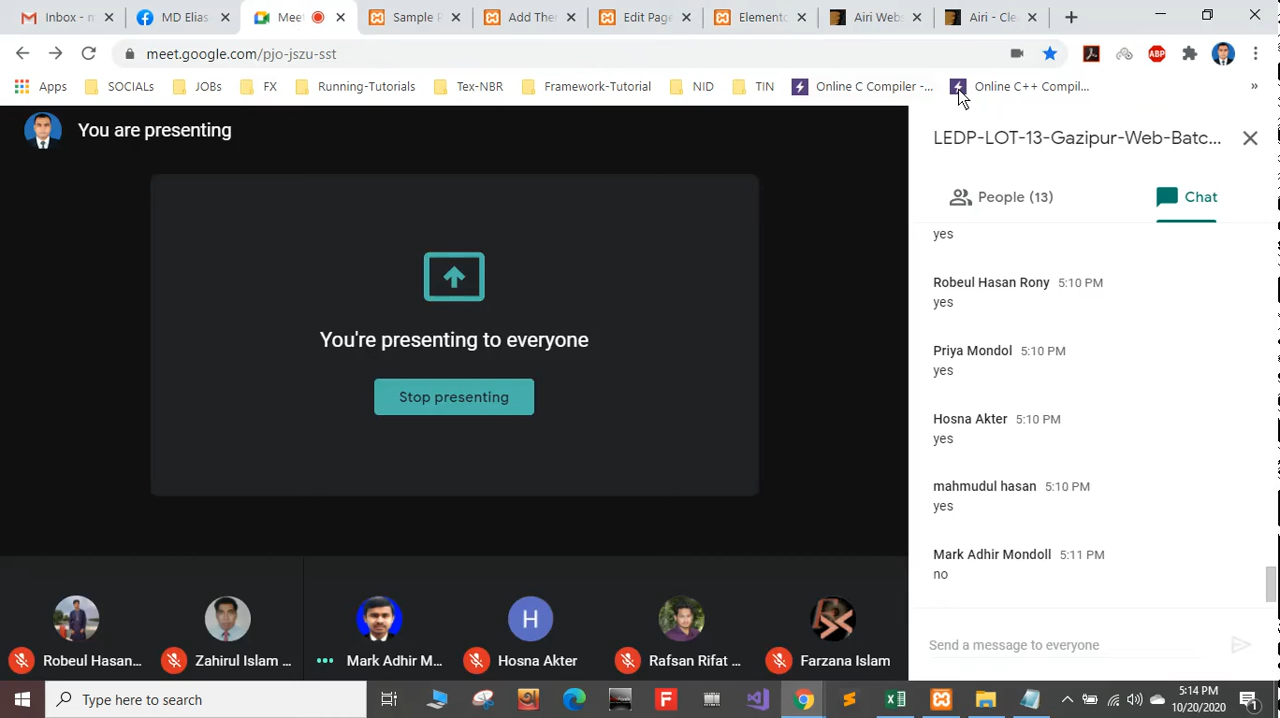 Inbox - n
MD Elias
Meet
Sample P
Add The
Edit Page
Elemento
Airi Webs
Airi - Cle
meet.google.com/pjo-jszu-sst
ABP
Apps
SOCIALs
JOBs
FX
Running-Tutorials
Tex-NBR
Framework-Tutorial
NID
TIN
Online C Compiler -...
Online C++ Compil...
»
You are presenting
LEDP-LOT-13-Gazipur-Web-Batc...
People (13)
Chat
yes
Robeul Hasan Rony 5:10 PM
yes
Priya Mondol 5:10 PM
yes
Hosna Akter 5:10 PM
yes
mahmudul hasan 5:10 PM
yes
Mark Adhir Mondoll 5:11 PM
no
You're presenting to everyone
Stop presenting
H
Robeul Hasan...
Zahirul Islam ...
Mark Adhir M...
Hosna Akter
Rafsan Rifat ...
Farzana Islam
Send a message to everyone
Type here to search
5:14 PM
10/20/2020
1